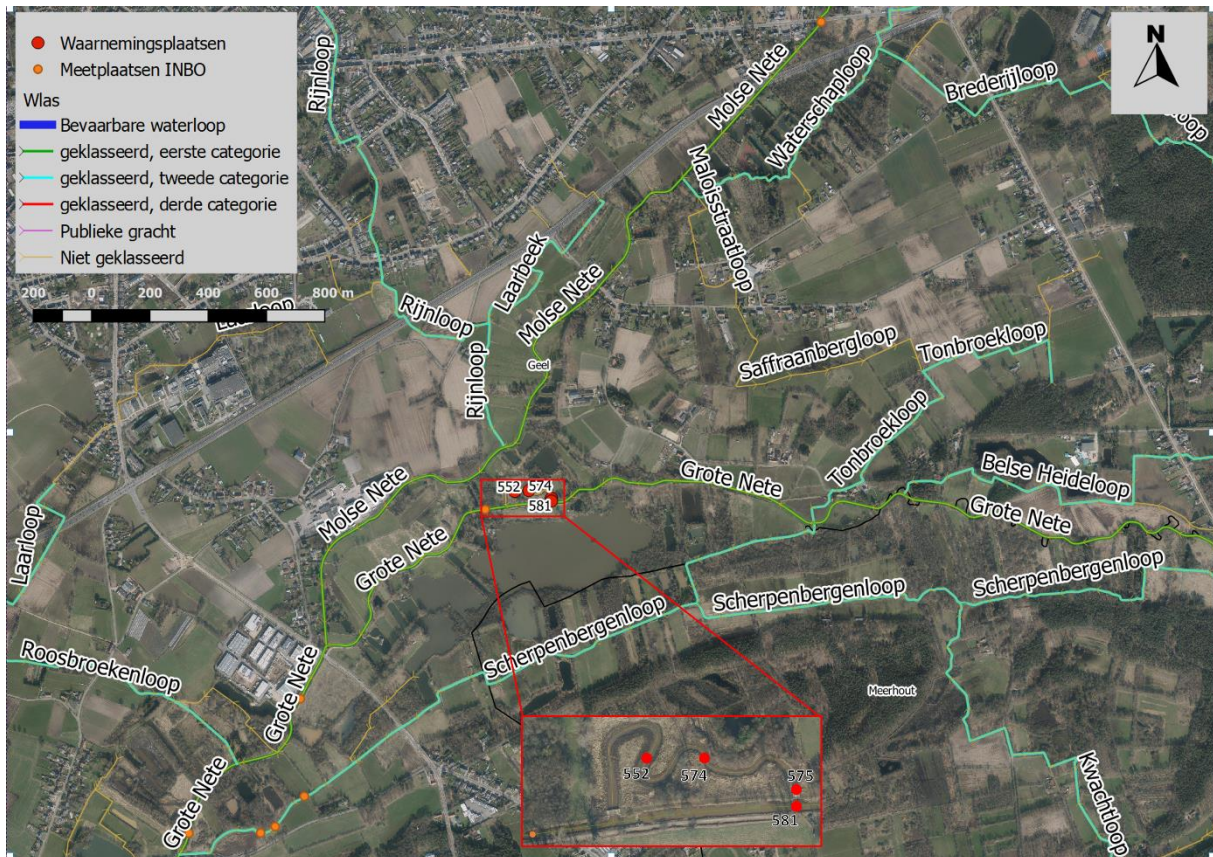 Waarnemingsplaatsen
Meetplaatsen INBO
Wlas
Bevaarbare waterloop
geklasseerd, eerste categorie
geklasseerd, tweede categorie
geklasseerd, derde categorie
Publieke gracht
Niet geklasseerd
200 0 200 400 600 800 m
N
Rijnloop
Molse Nete
Waterschaploop
Brederijloop
Maloisstraatloop
Laarbeek
Rijnloop
Molse Nete
Geel
Rijnloop
Saffraanbergloop
Tonbroekloop
Tonbroekloop
Laarloop
Molse Nete
552 574
581
Grote Nete
Belse Heideloop
Grote Nete
Grote Nete
Scherpenbergenloop
Scherpenbergenloop
Scherpenbergenloop
Roosbroekenloop
Grote Nete
Meerhout
552 574 575
581
Grote Nete
Kwachtloop